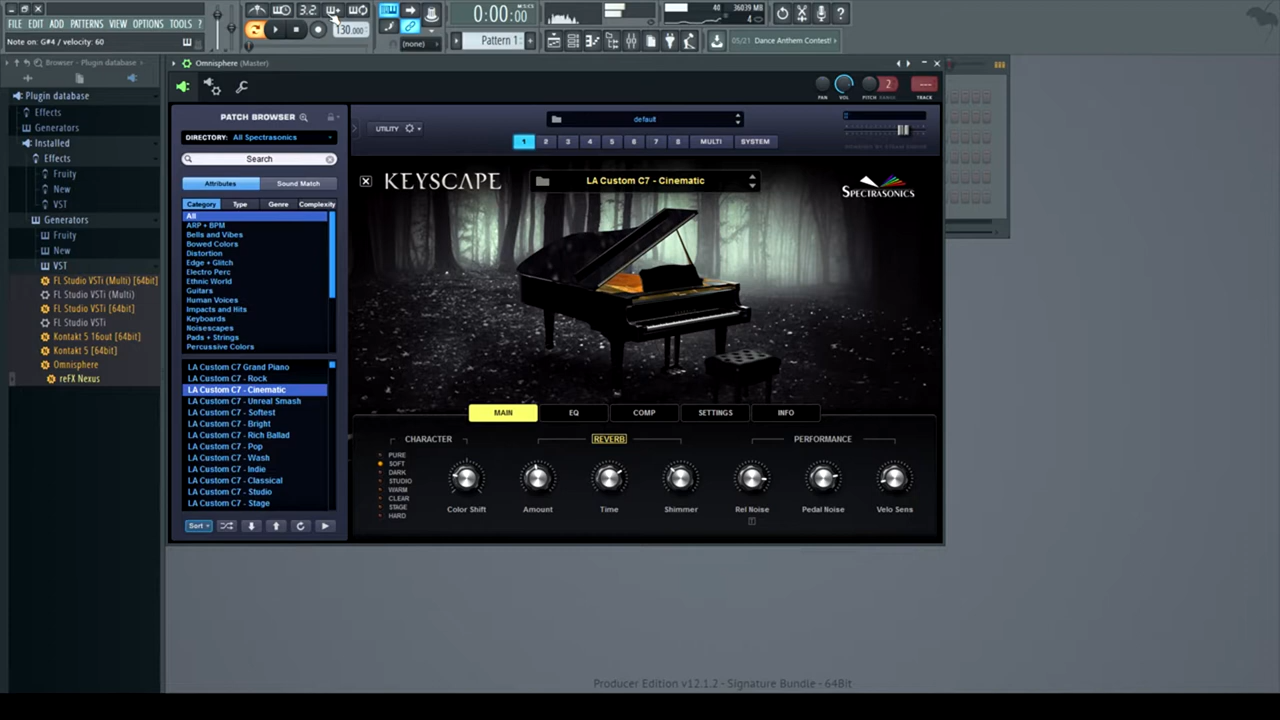 FILE EDIT ADD PATTERNS VIEW OPTIONS TOOLS ?
Note on: G#4 / velocity: 60
3.2
130.000
(none)
0:00:00
Pattern 1
40 36039 MB
4
05/21 Dance Anthem Contest!
Browser - Plugin database
Plugin database
Effects
Generators
Installed
Effects
Fruity
New
VST
Generators
Fruity
New
VST
FL Studio VSTi (Multi) [64bit]
FL Studio VSTi (Multi)
FL Studio VSTi [64bit]
FL Studio VSTi
Kontakt 5 16out [64bit]
Kontakt 5 [64bit]
Omnisphere
reFX Nexus
Omnisphere (Master)
PAN VOL PITCH RANGE 2 TRACK ---
PATCH BROWSER
DIRECTORY: All Spectrasonics
Search
Attributes Sound Match
Category Type Genre Complexity
All
ARP + BPM
Bells and Vibes
Bowed Colors
Distortion
Edge + Glitch
Electro Perc
Ethnic World
Guitars
Human Voices
Impacts and Hits
Keyboards
Noisescapes
Pads + Strings
Percussive Colors
LA Custom C7 Grand Piano
LA Custom C7 - Rock
LA Custom C7 - Cinematic
LA Custom C7 - Unreal Smash
LA Custom C7 - Softest
LA Custom C7 - Bright
LA Custom C7 - Rich Ballad
LA Custom C7 - Pop
LA Custom C7 - Wash
LA Custom C7 - Indie
LA Custom C7 - Classical
LA Custom C7 - Studio
LA Custom C7 - Stage
Sort
UTILITY
default
1 2 3 4 5 6 7 8 MULTI SYSTEM
KEYSCAPE
LA Custom C7 - Cinematic
SPECTRASONICS
MAIN EQ COMP SETTINGS INFO
CHARACTER REVERB PERFORMANCE
PURE
SOFT
DARK
STUDIO
WARM
CLEAR
STAGE
HARD
Color Shift Amount Time Shimmer Rel Noise Pedal Noise Velo Sens
Producer Edition v12.1.2 - Signature Bundle - 64Bit